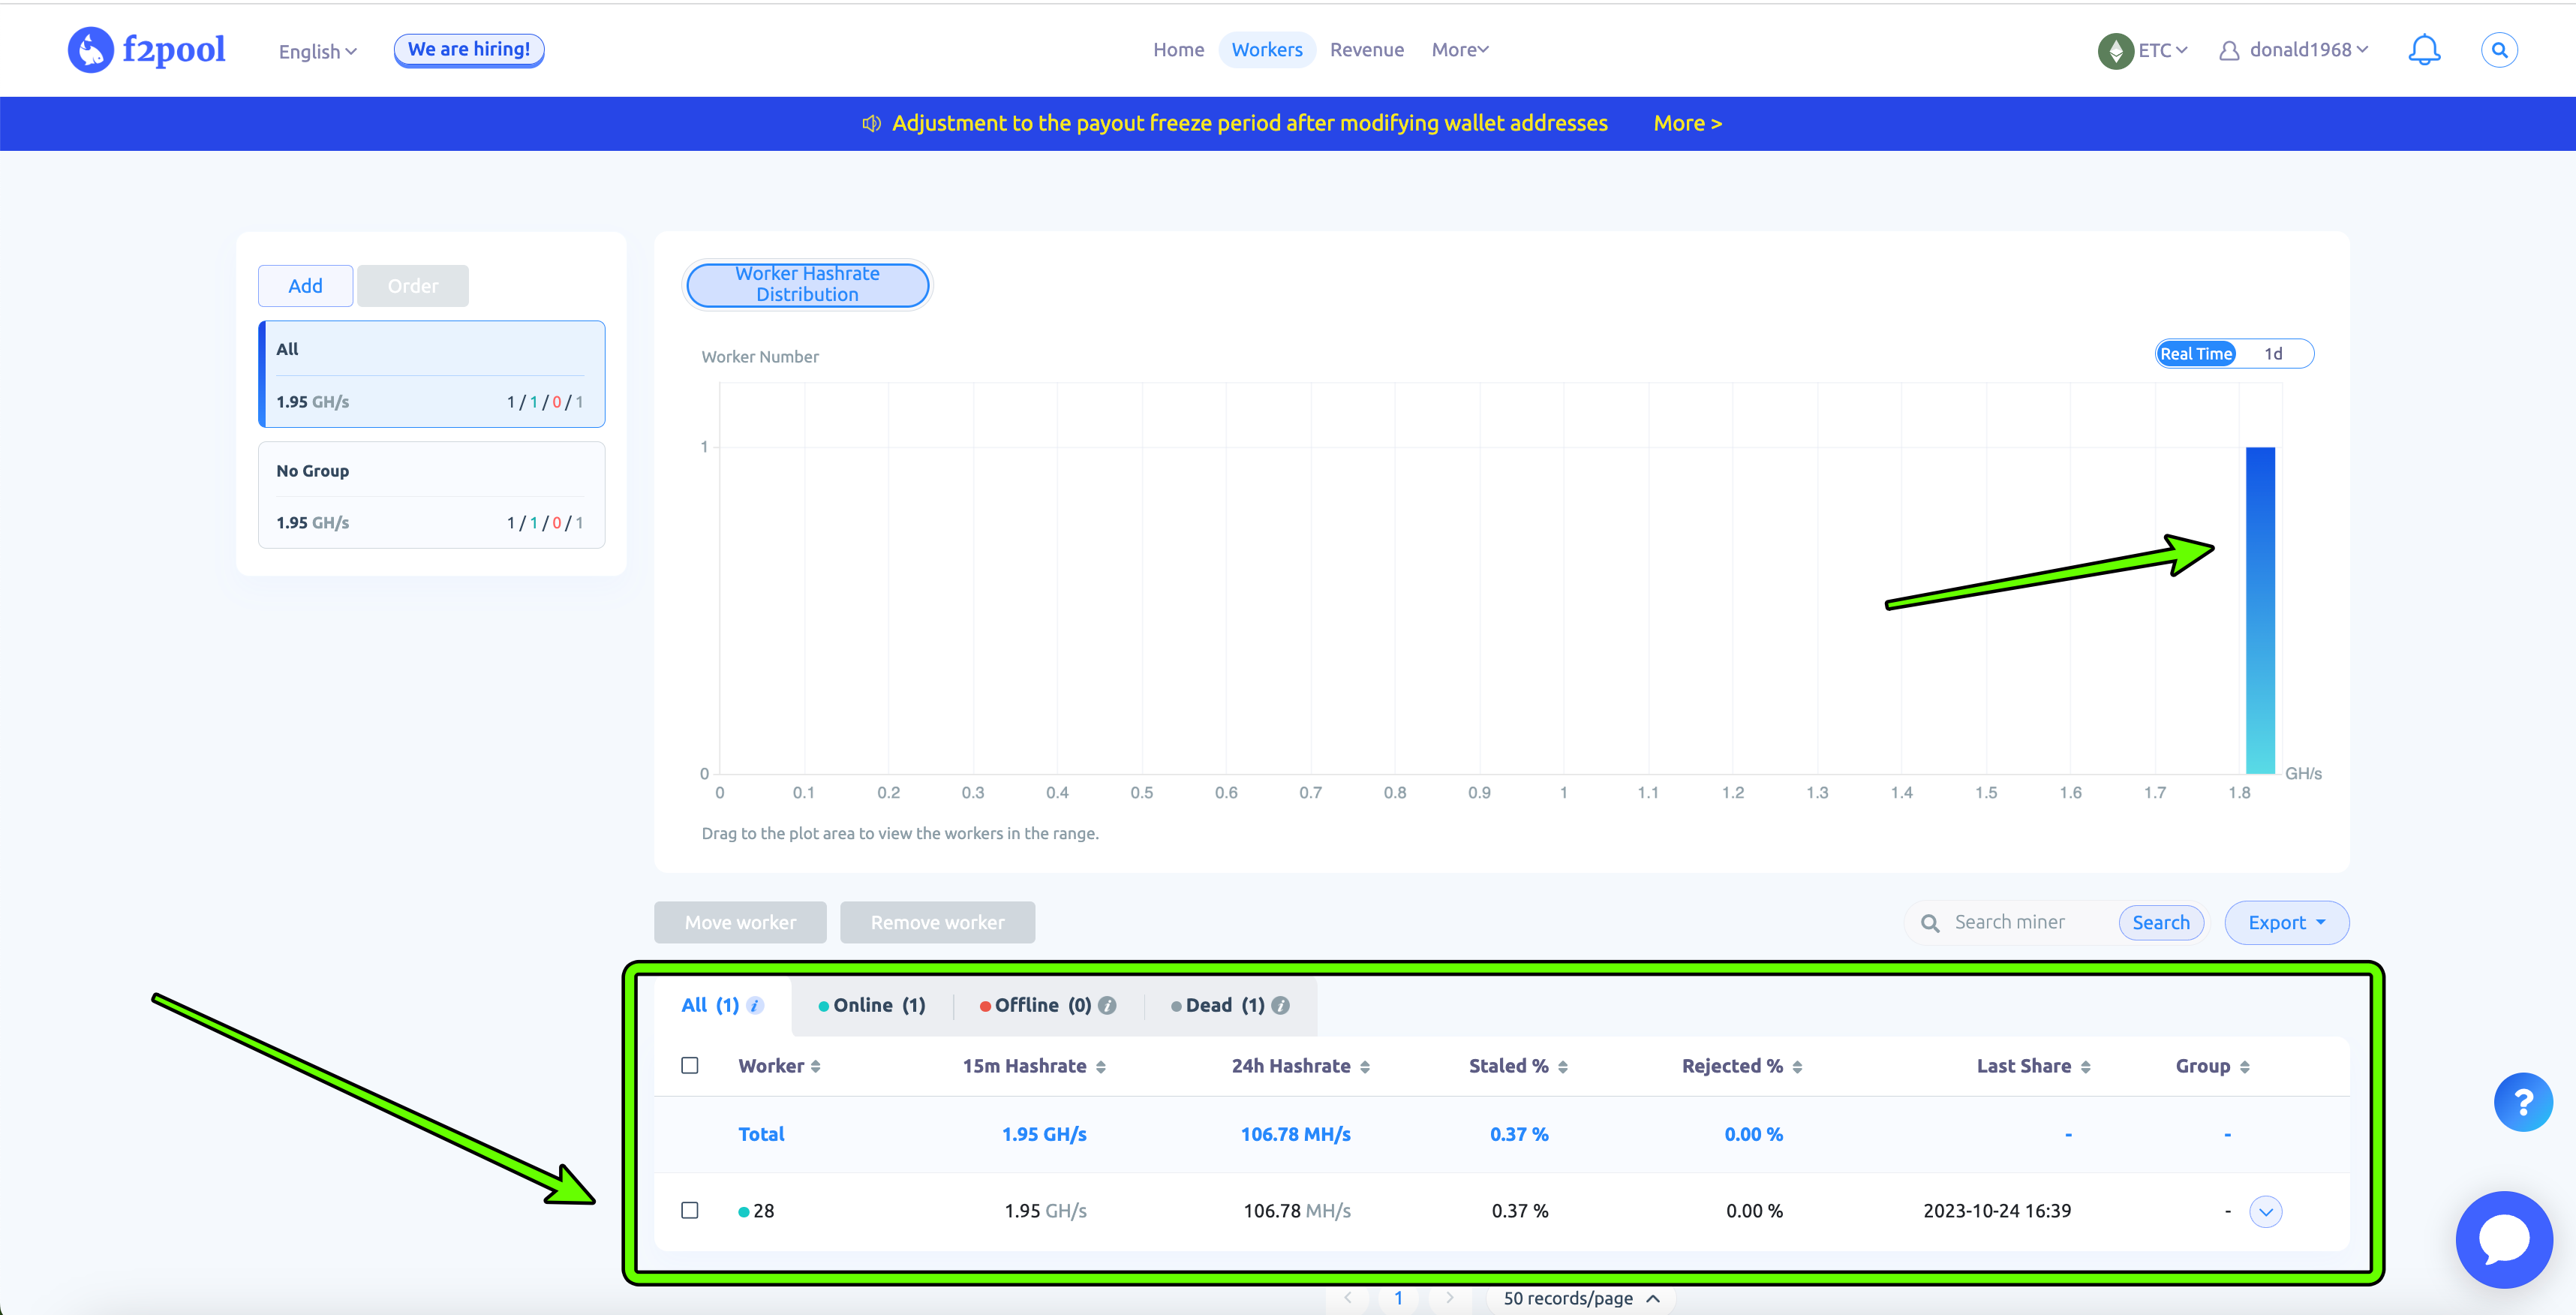 f2pool English We are hiring! Home Workers Revenue More ETC donald1968
Adjustment to the payout freeze period after modifying wallet addresses More >
Add Order
All
1.95 GH/s 1 / 1 / 0 / 1
No Group
1.95 GH/s 1 / 1 / 0 / 1
Worker Hashrate
Distribution
Worker Number
Real Time 1d
1
0
GH/s
0 0.1 0.2 0.3 0.4 0.5 0.6 0.7 0.8 0.9 1 1.1 1.2 1.3 1.4 1.5 1.6 1.7 1.8
Drag to the plot area to view the workers in the range.
Move worker Remove worker Search miner Search Export
All (1) i Online (1) Offline (0) i Dead (1) i
Worker 15m Hashrate 24h Hashrate Staled % Rejected % Last Share Group
Total 1.95 GH/s 106.78 MH/s 0.37 % 0.00 % - -
28 1.95 GH/s 106.78 MH/s 0.37 % 0.00 % 2023-10-24 16:39 -
?
< 1 > 50 records/page